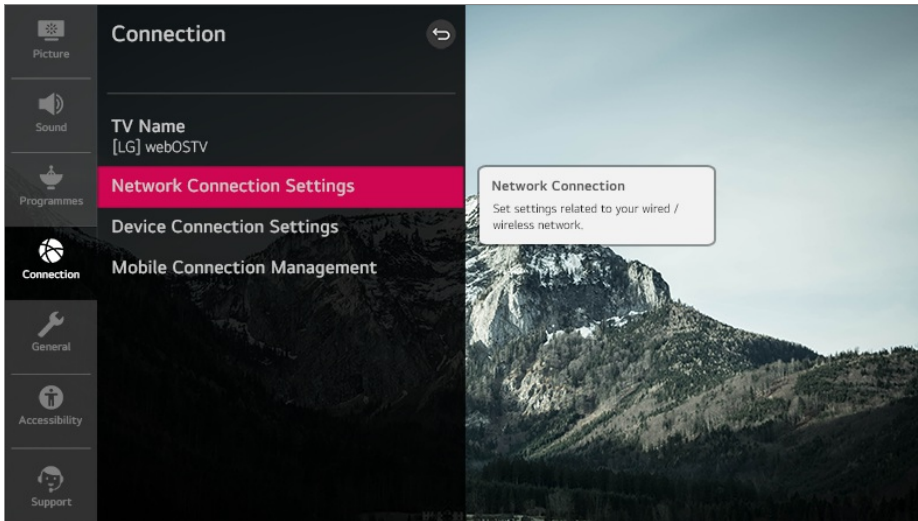 Picture
Sound
Programmes
Connection
General
Accessibility
Support
Connection
TV Name
[LG] webOSTV
Network Connection Settings
Device Connection Settings
Mobile Connection Management
Network Connection
Set settings related to your wired /
wireless network.